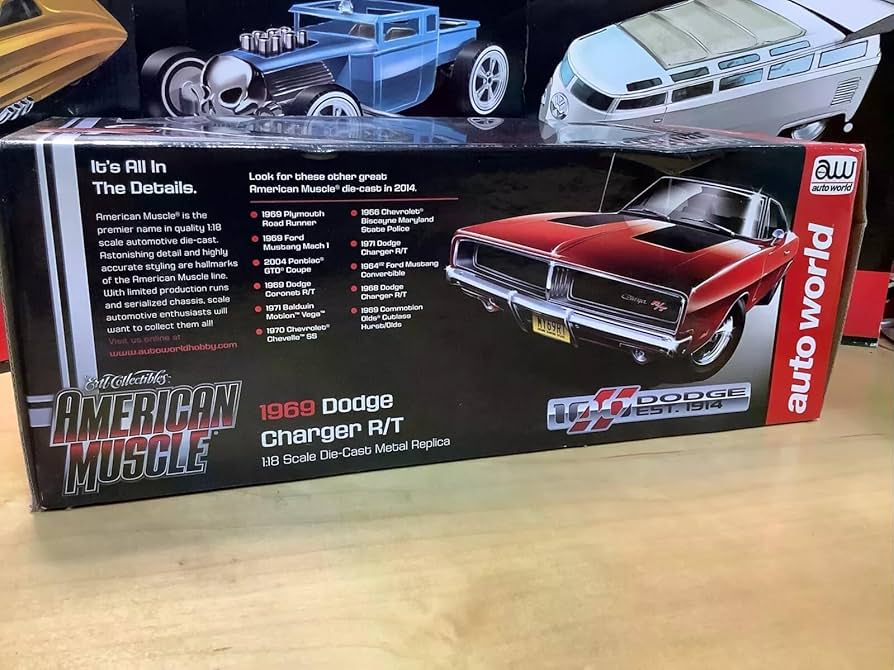 It's All In
The Details.
American Muscle® is the
premier name in quality 1:18
scale automotive die-cast.
Astonishing detail and highly
accurate styling are hallmarks
of the American Muscle line.
With limited production runs
and serialized chassis, scale
automotive enthusiasts will
want to collect them all!
Visit us online at
www.autoworldhobby.com
Look for these other great
American Muscle® die-cast in 2014.
1969 Plymouth
Road Runner
1969 Ford
Mustang Mach 1
2004 Pontiac®
GTO® Coupe
1969 Dodge
Coronet R/T
1971 Baldwin
Motion™ Vega™
1970 Chevrolet®
Chevelle™ SS
1966 Chevrolet®
Biscayne Maryland
State Police
1971 Dodge
Charger R/T
1964½ Ford Mustang
Convertible
1968 Dodge
Charger R/T
1969 Commotion
Olds® Cutlass
Hurst/Olds
Ertl Collectibles®
AMERICAN
MUSCLE
1969 Dodge
Charger R/T
1:18 Scale Die-Cast Metal Replica
Charger R/T
100 DODGE
EST. 1914
aw
auto world
auto world